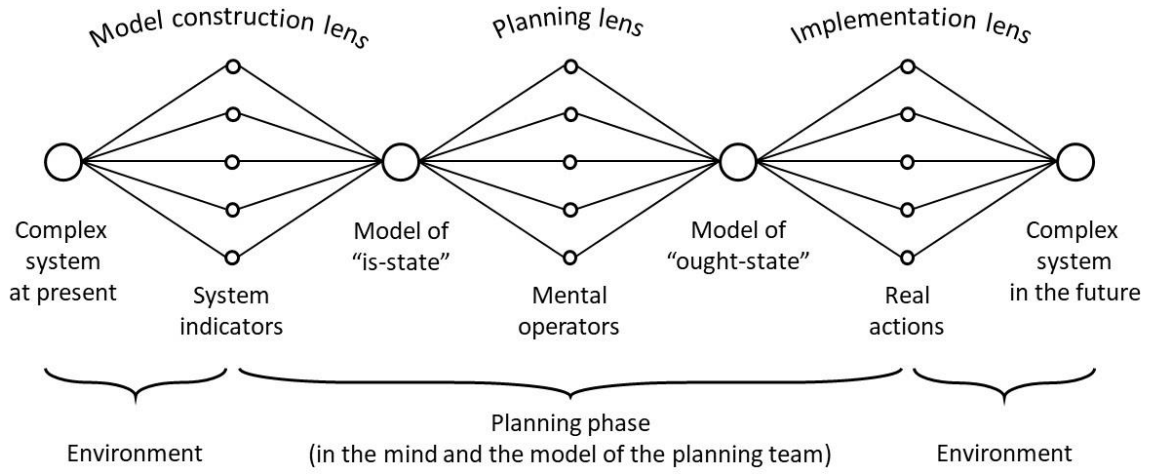 Model construction lens
Planning lens
Implementation lens
Complex
system
at present
System
indicators
Model of
“is-state”
Mental
operators
Model of
“ought-state”
Real
actions
Complex
system
in the future
Environment
Planning phase
(in the mind and the model of the planning team)
Environment